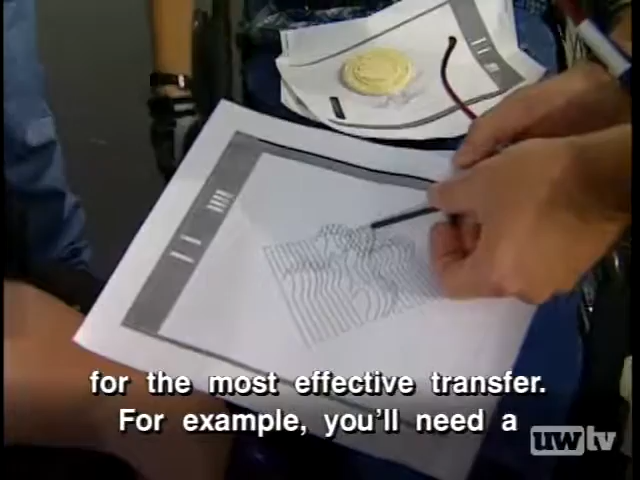 for the most effective transfer.
For example, you'll need a
uwtv